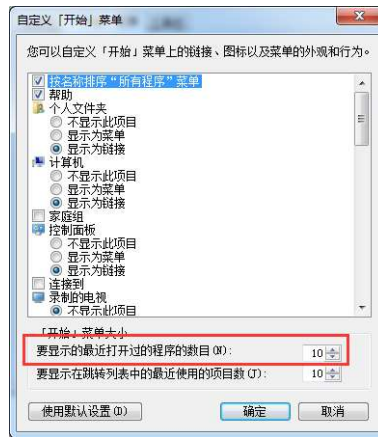 自定义「开始」菜单
您可以自定义「开始」菜单上的链接、图标以及菜单的外观和行为。
按名称排序“所有程序”菜单
帮助
个人文件夹
不显示此项目
显示为菜单
显示为链接
计算机
不显示此项目
显示为菜单
显示为链接
家庭组
控制面板
不显示此项目
显示为菜单
显示为链接
连接到
录制的电视
不显示此项目
「开始」菜单大小
要显示的最近打开过的程序的数目(N): 10
要显示在跳转列表中的最近使用的项目数(J): 10
使用默认设置(D) 确定 取消